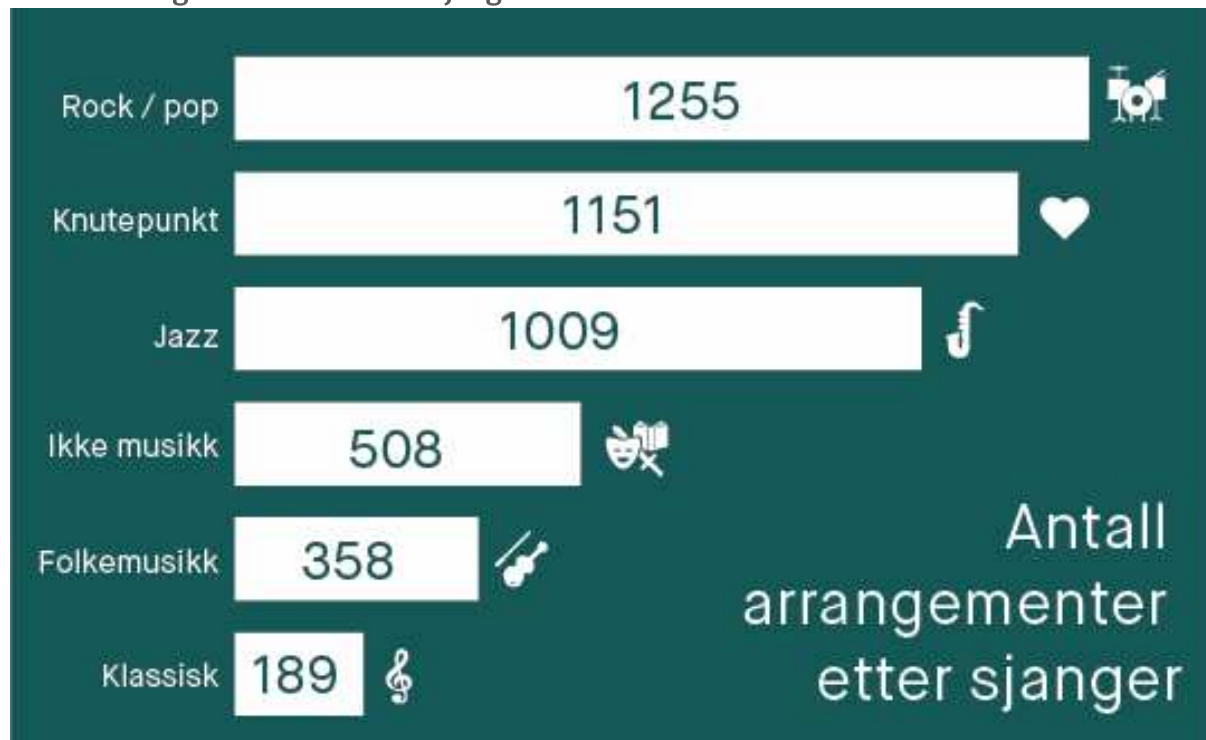 Rock / pop 1255
Knutepunkt 1151
Jazz 1009
Ikke musikk 508
Folkemusikk 358
Klassisk 189
Antall
arrangementer
etter sjanger